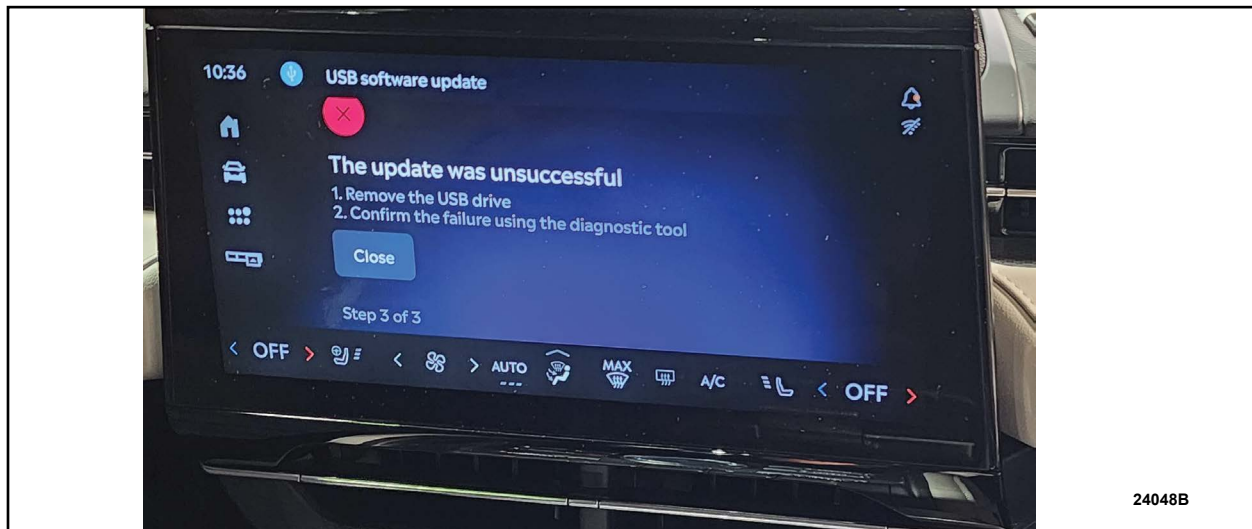 10:36
USB software update
The update was unsuccessful
1. Remove the USB drive
2. Confirm the failure using the diagnostic tool
Close
Step 3 of 3
OFF AUTO MAX A/C OFF
24048B